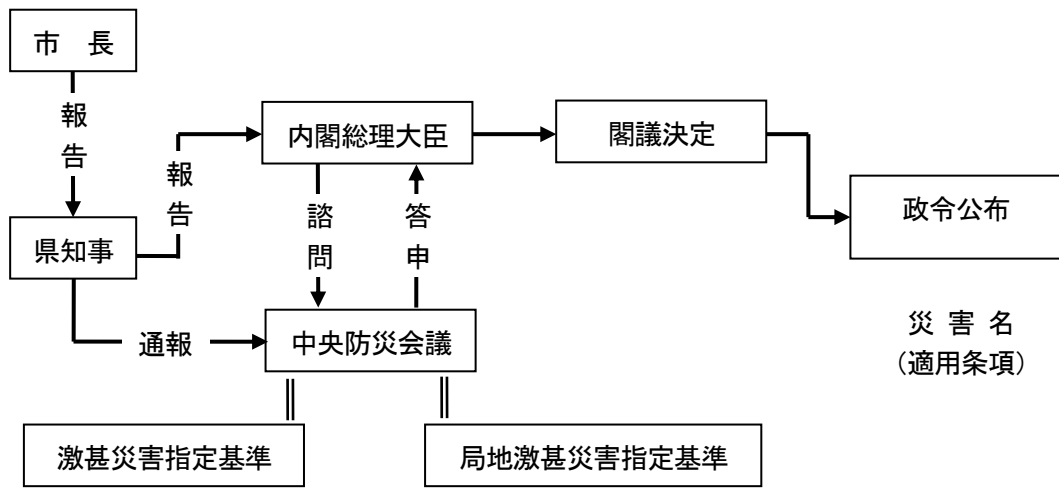 市　長
報告
内閣総理大臣
閣議決定
報告
諮問
答申
政令公布
県知事
通報
中央防災会議
災 害 名
（適用条項）
激甚災害指定基準
局地激甚災害指定基準